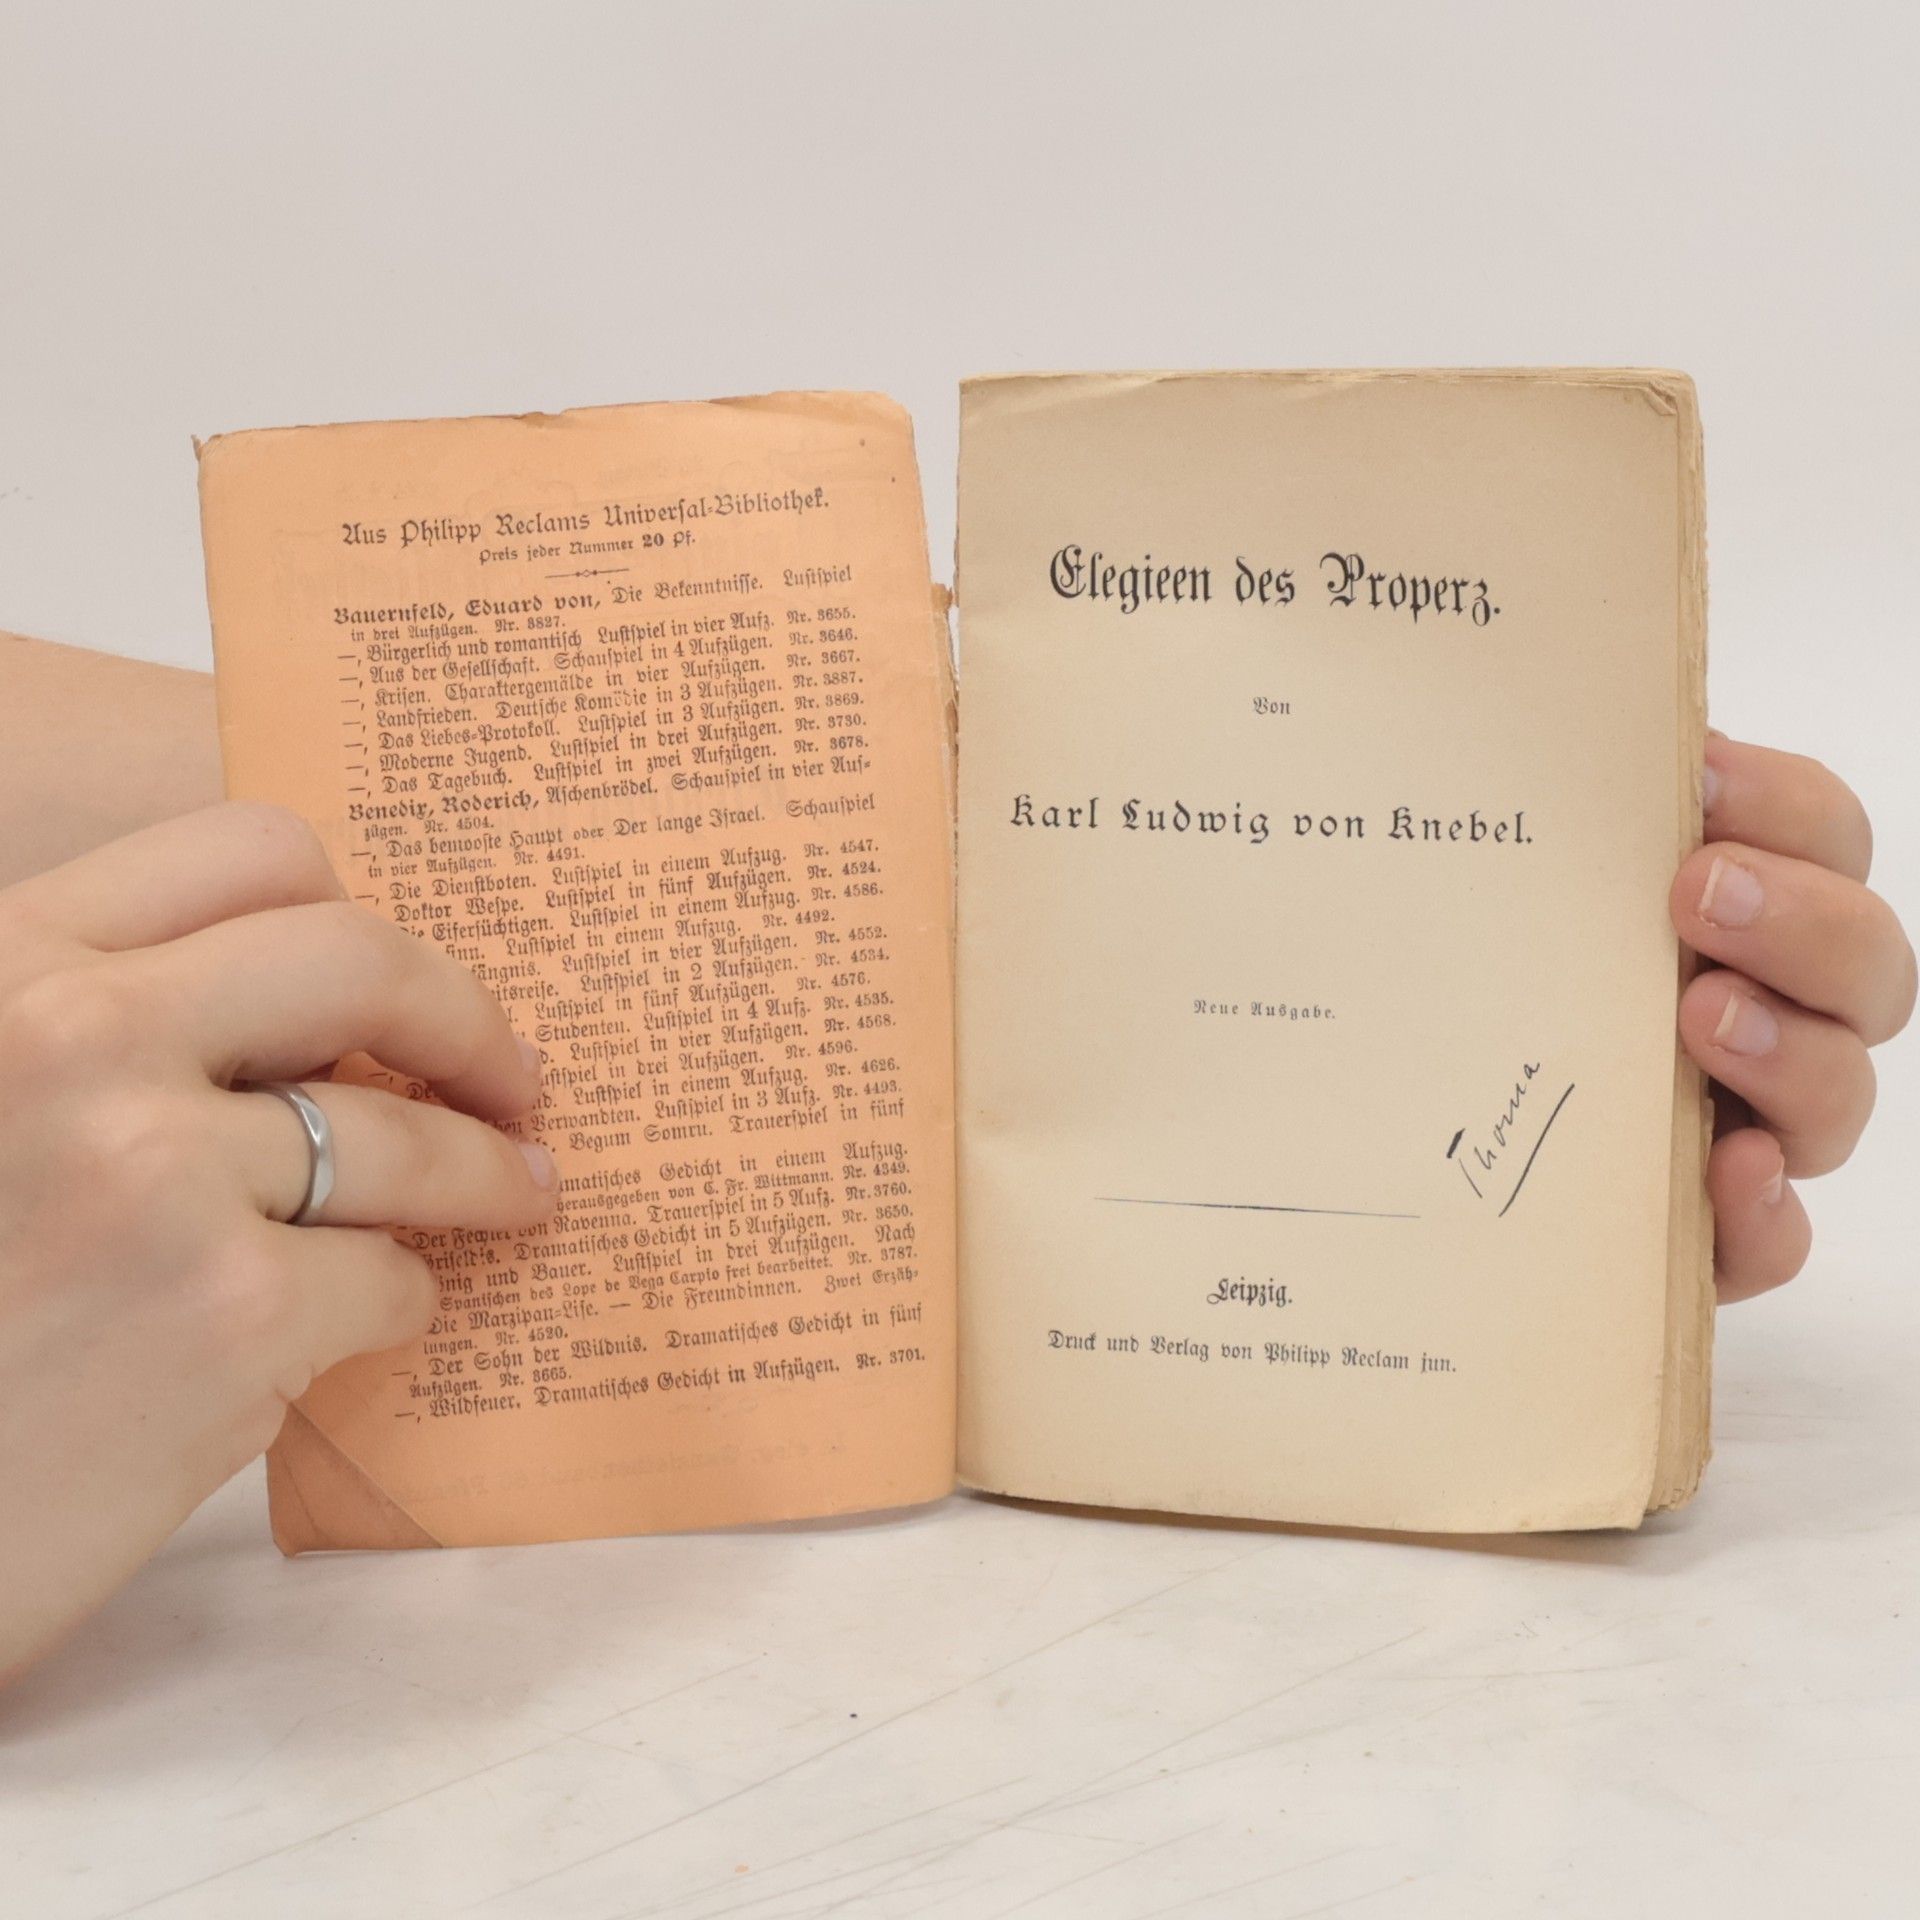 Aus Philipp Reclams Universal-Bibliothek.
Preis jeder Nummer 20 Pf.
Bauernfeld, Eduard von, Die Bekenntnisse. Lustspiel
in drei Aufzügen. Nr. 3827.
—, Bürgerlich und romantisch Lustspiel in vier Aufz. Nr. 3655.
—, Aus der Gesellschaft. Schauspiel in 4 Aufzügen. Nr. 3646.
—, Krisen. Charaktergemälde in vier Aufzügen. Nr. 3667.
—, Landfrieden. Deutsche Komödie in 3 Aufzügen. Nr. 3887.
—, Das Liebes-Protokoll. Lustspiel in 3 Aufzügen. Nr. 3869.
—, Moderne Jugend. Lustspiel in drei Aufzügen. Nr. 3730.
—, Das Tagebuch. Lustspiel in zwei Aufzügen. Nr. 3678.
Benedix, Roderich, Aschenbrödel. Schauspiel in vier Auf-
zügen. Nr. 4504.
—, Das bemooste Haupt oder Der lange Israel. Schauspiel
in vier Aufzügen. Nr. 4491.
—, Die Dienstboten. Lustspiel in einem Aufzug. Nr. 4547.
Doktor Wespe. Lustspiel in fünf Aufzügen. Nr. 4524.
Die Eifersüchtigen. Lustspiel in einem Aufzug. Nr. 4586.
sinn. Lustspiel in einem Aufzug. Nr. 4492.
fängnis. Lustspiel in vier Aufzügen. Nr. 4552.
itsreise. Lustspiel in 2 Aufzügen. Nr. 4534.
l. Lustspiel in fünf Aufzügen. Nr. 4576.
Studenten. Lustspiel in 4 Aufz. Nr. 4535.
d. Lustspiel in vier Aufzügen. Nr. 4568.
ustspiel in drei Aufzügen. Nr. 4596.
nd. Lustspiel in einem Aufzug. Nr. 4626.
hen Verwandten. Lustspiel in 3 Aufz. Nr. 4493.
Begum Somru. Trauerspiel in fünf
amatisches Gedicht in einem Aufzug.
herausgegeben von C. Fr. Wittmann. Nr. 4349.
Der Fechter von Ravenna. Trauerspiel in 5 Aufz. Nr. 3760.
Griseldis. Dramatisches Gedicht in 5 Aufzügen. Nr. 3650.
önig und Bauer. Lustspiel in drei Aufzügen. Nach
Spanischen des Lope de Vega Carpio frei bearbeitet. Nr. 3787.
Die Marzipan-Lise. — Die Freundinnen. Zwei Erzäh-
lungen. Nr. 4520.
—, Der Sohn der Wildnis. Dramatisches Gedicht in fünf
Aufzügen. Nr. 3665.
—, Wildfeuer. Dramatisches Gedicht in Aufzügen. Nr. 3701.
Elegieen des Properz.
Von
Karl Ludwig von Knebel.
Neue Ausgabe.
Thoma
Leipzig.
Druck und Verlag von Philipp Reclam jun.